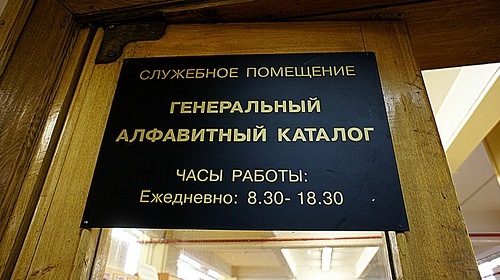 СЛУЖЕБНОЕ ПОМЕЩЕНИЕ
ГЕНЕРАЛЬНЫЙ
АЛФАВИТНЫЙ КАТАЛОГ
ЧАСЫ РАБОТЫ:
Ежедневно: 8.30- 18.30